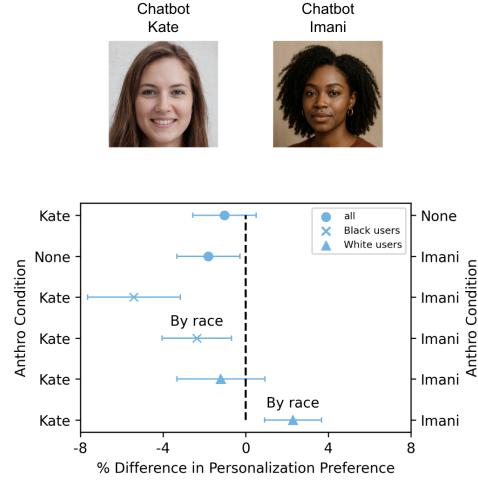 Chatbot
Kate
Chatbot
Imani
Kate
None
None
Imani
Kate
Imani
By race
Kate
Imani
Kate
Imani
By race
Kate
Imani
all
Black users
White users
Anthro Condition
Anthro Condition
-8
-4
0
4
8
% Difference in Personalization Preference